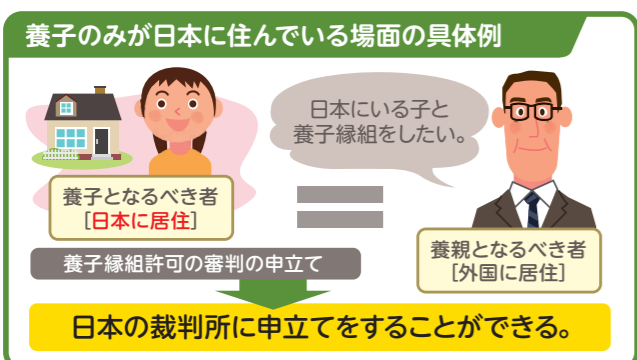 養子のみが日本に住んでいる場面の具体例
日本にいる子と
養子縁組をしたい。
養子となるべき者
[日本に居住]
養親となるべき者
[外国に居住]
養子縁組許可の審判の申立て
日本の裁判所に申立てをすることができる。